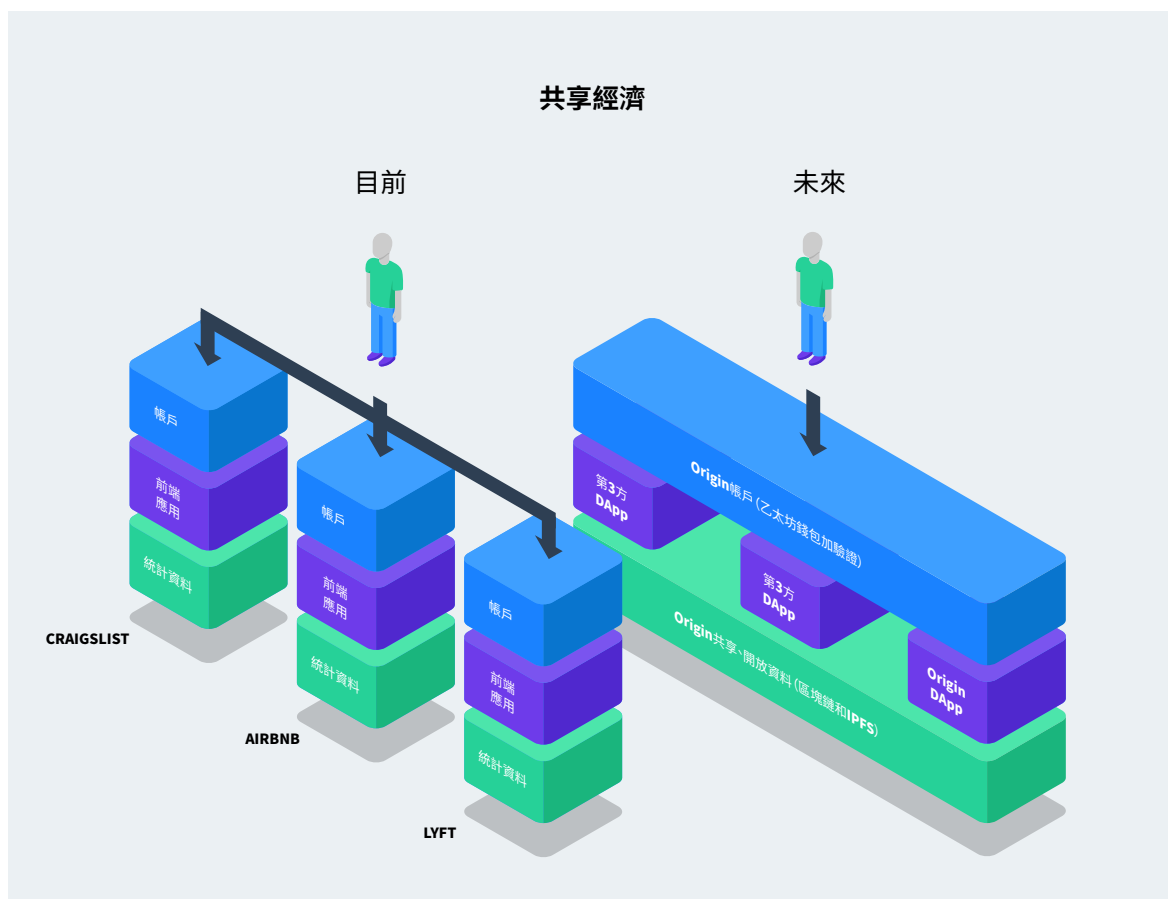 共享經濟
目前
未來
帳戶
前端
應用
統計資料
CRAIGSLIST
帳戶
前端
應用
統計資料
AIRBNB
帳戶
前端
應用
統計資料
LYFT
Origin帳戶（乙太坊錢包加驗證）
第3方
DApp
第3方
DApp
Origin
DApp
Origin共享、開放資料（區塊鏈和IPFS）